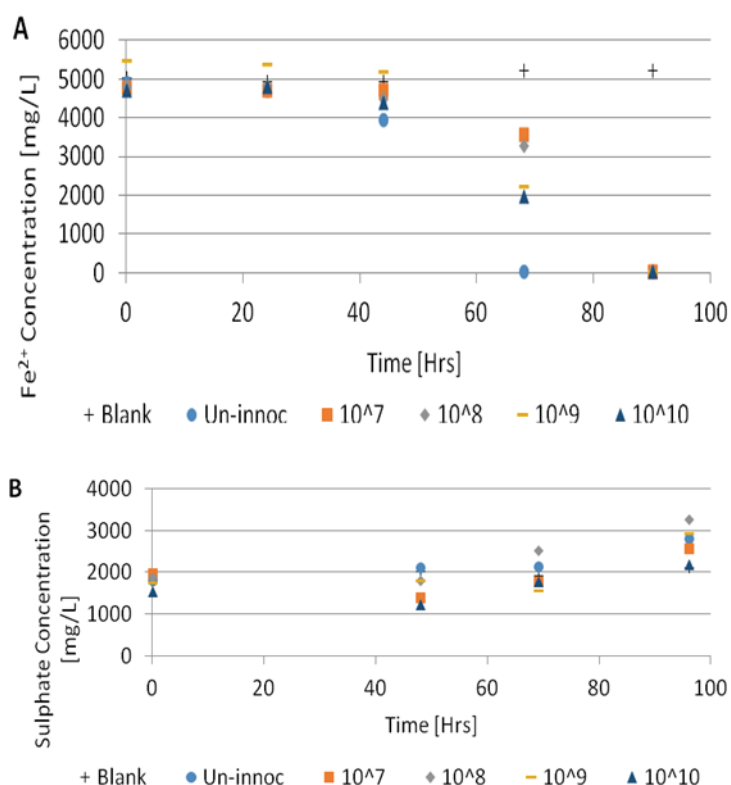 A
Fe²⁺ Concentration [mg/L]
6000
5000
4000
3000
2000
1000
0
0 20 40 60 80 100
Time [Hrs]
+ Blank Un-innoc 10^7 10^8 10^9 10^10
B
Sulphate Concentration
[mg/L]
4000
3000
2000
1000
0
0 20 40 60 80 100
Time [Hrs]
+ Blank Un-innoc 10^7 10^8 10^9 10^10